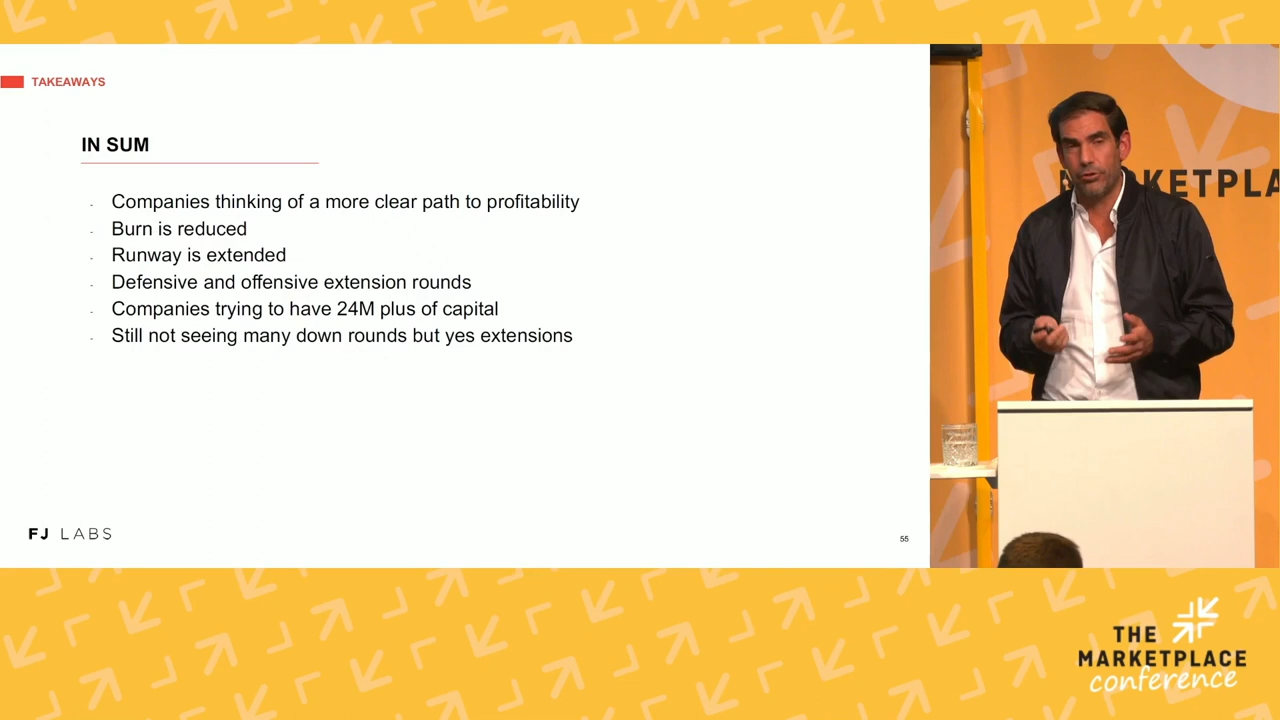 TAKEAWAYS
IN SUM
- Companies thinking of a more clear path to profitability
- Burn is reduced
- Runway is extended
- Defensive and offensive extension rounds
- Companies trying to have 24M plus of capital
- Still not seeing many down rounds but yes extensions
FJ LABS
55
MARKETPLA
THE
MARKETPLACE
conference